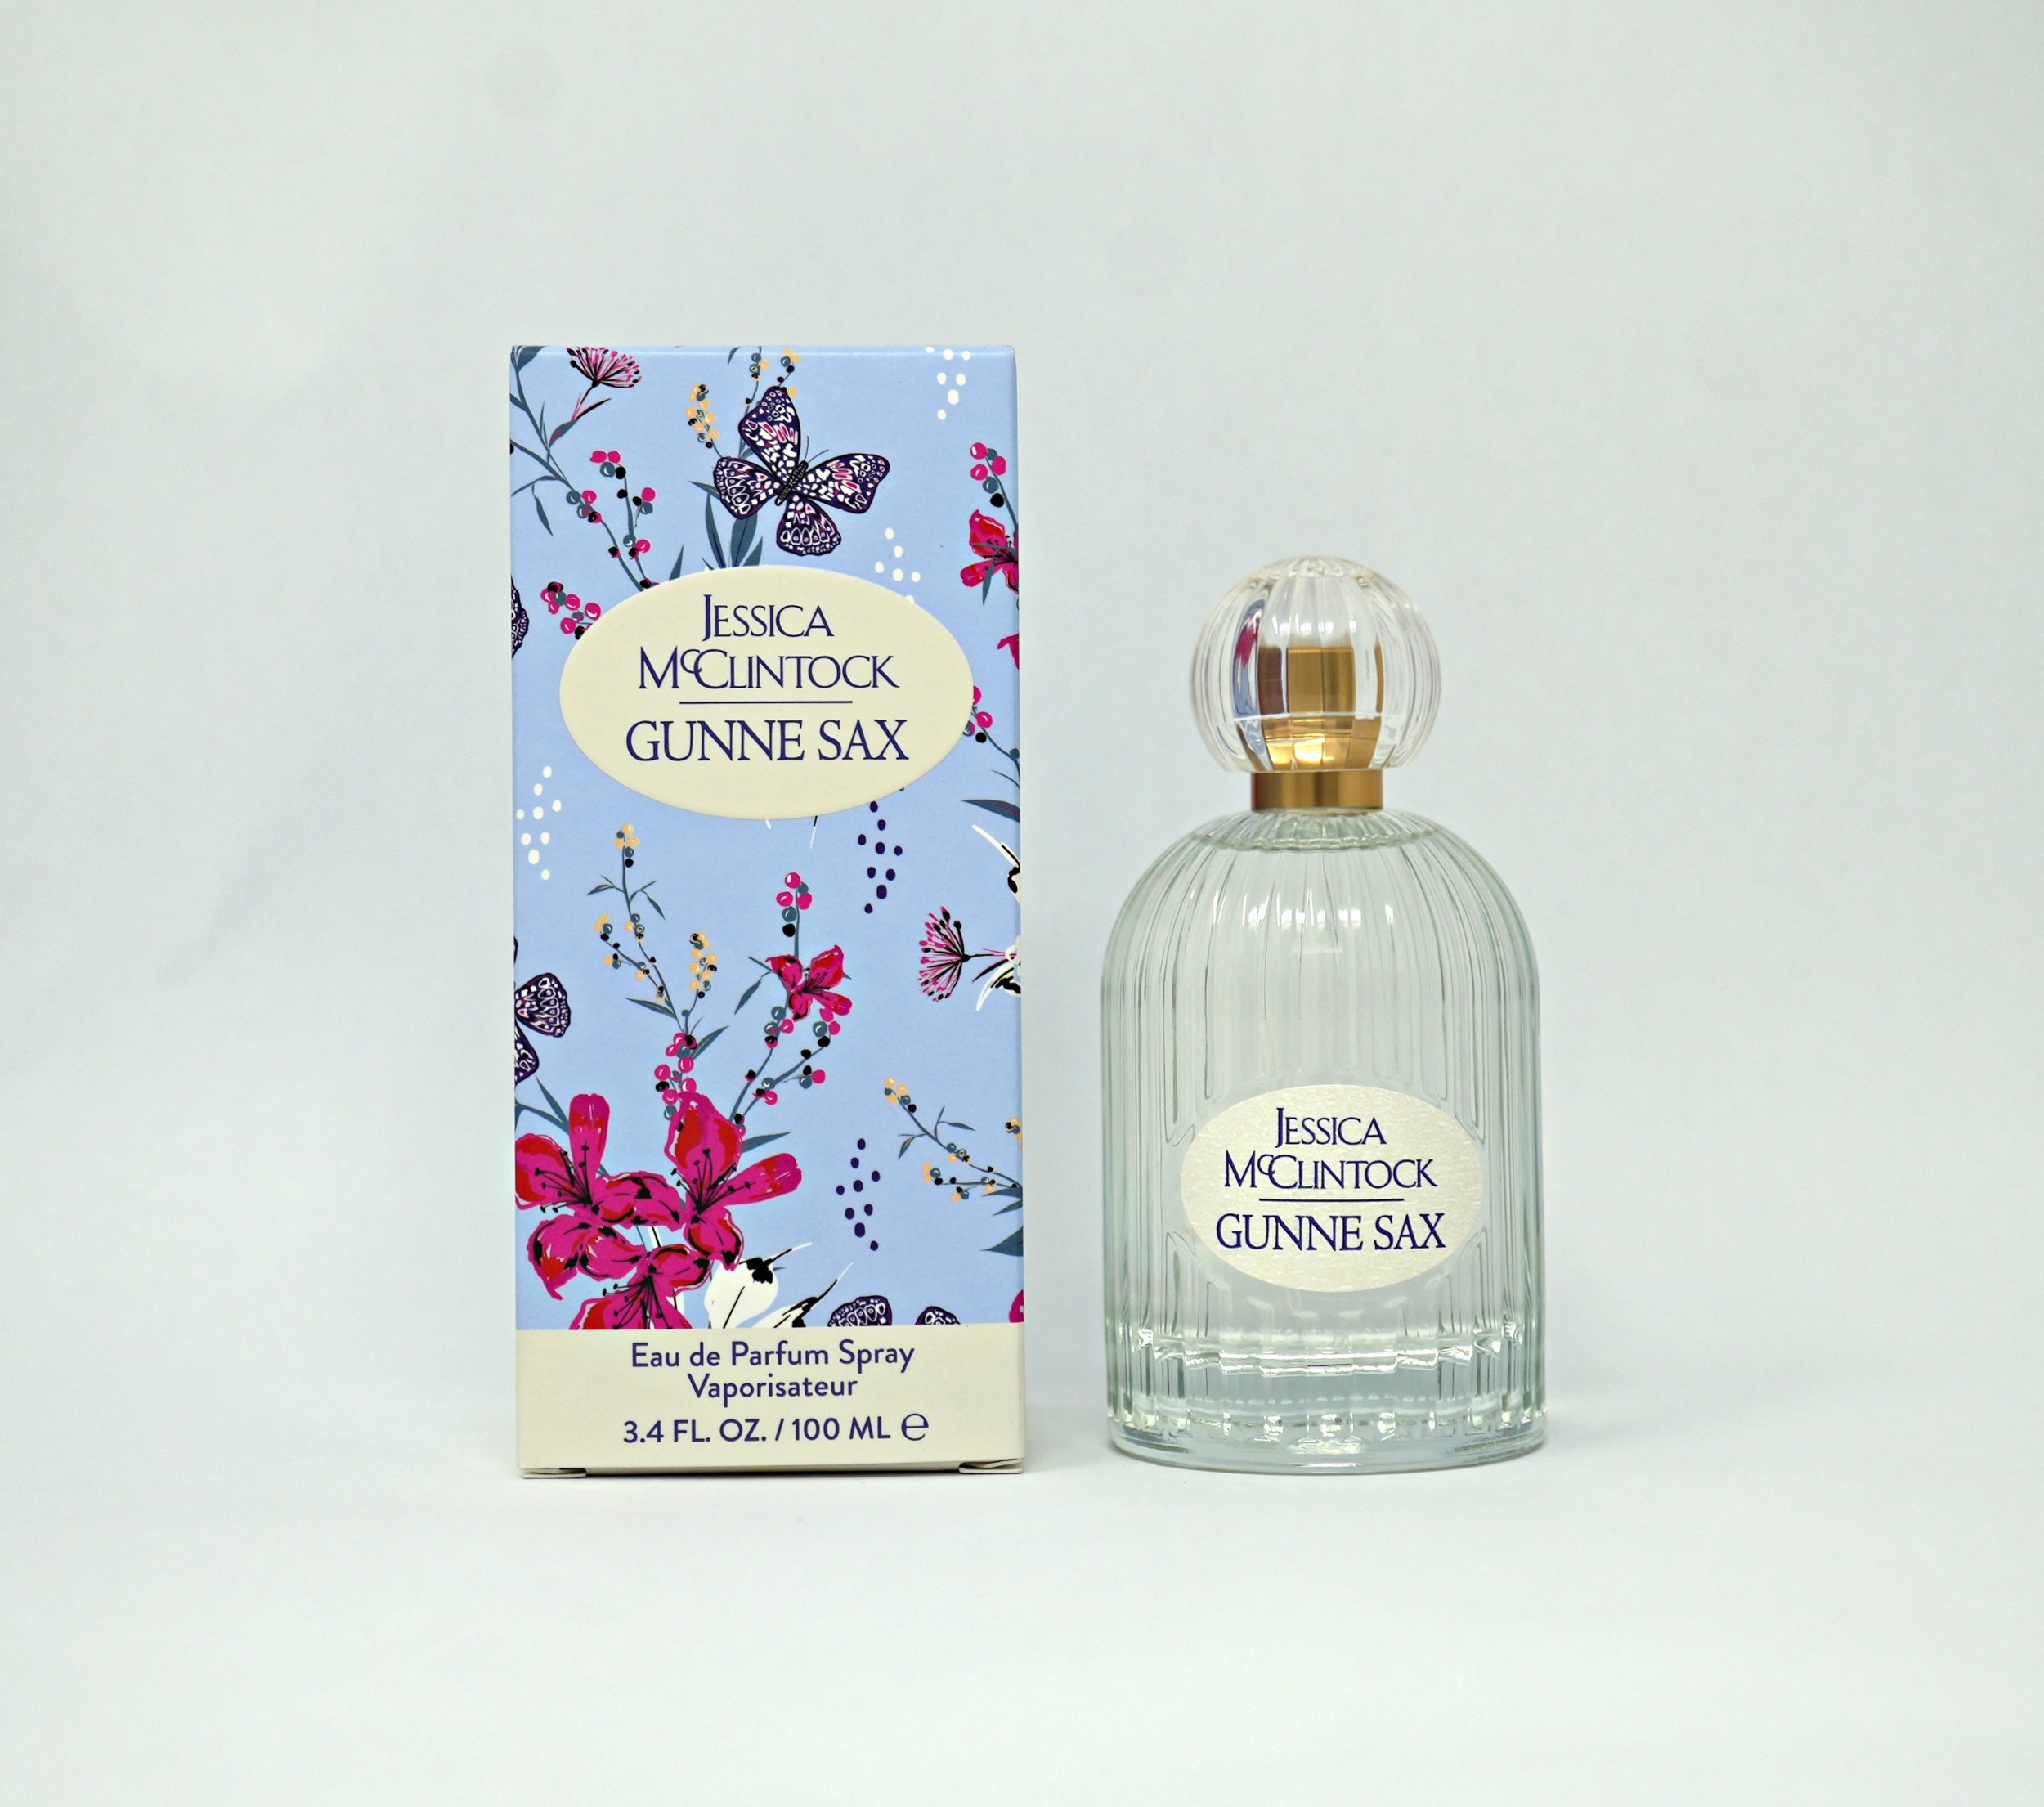 JESSICA
McCLINTOCK
GUNNE SAX
Eau de Parfum Spray
Vaporisateur
3.4 FL. OZ. / 100 ML ℮
JESSICA
McCLINTOCK
GUNNE SAX